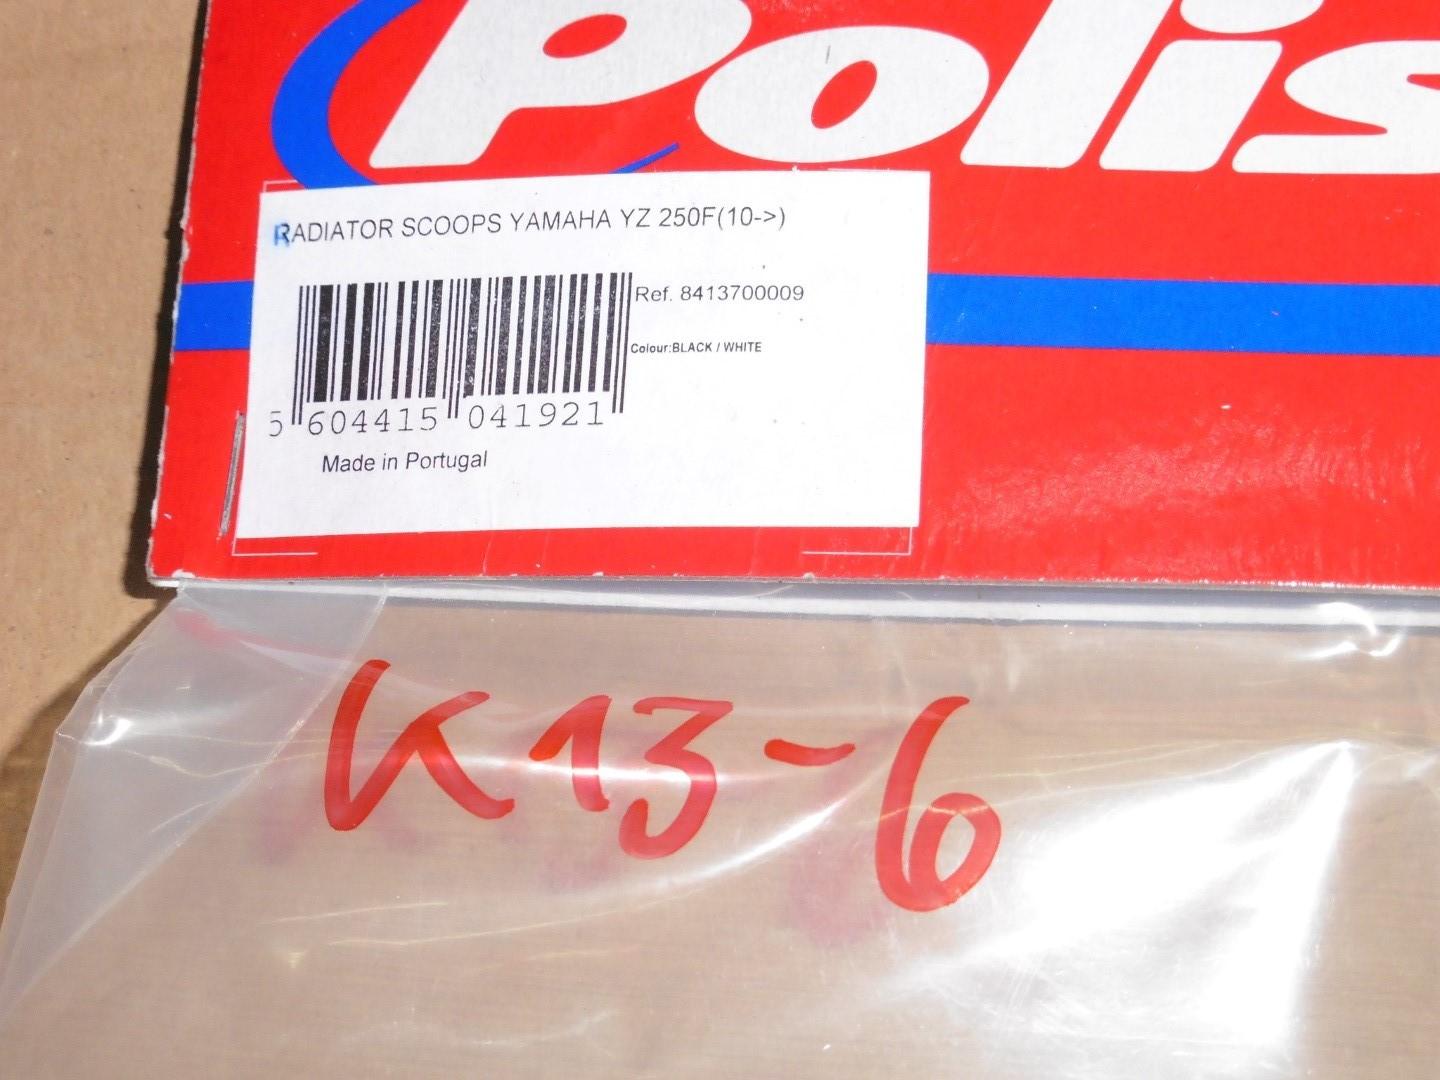 Polis
RADIATOR SCOOPS YAMAHA YZ 250F(10->)
Ref. 8413700009
Colour:BLACK / WHITE
5 604415 041921
Made in Portugal
K13-6